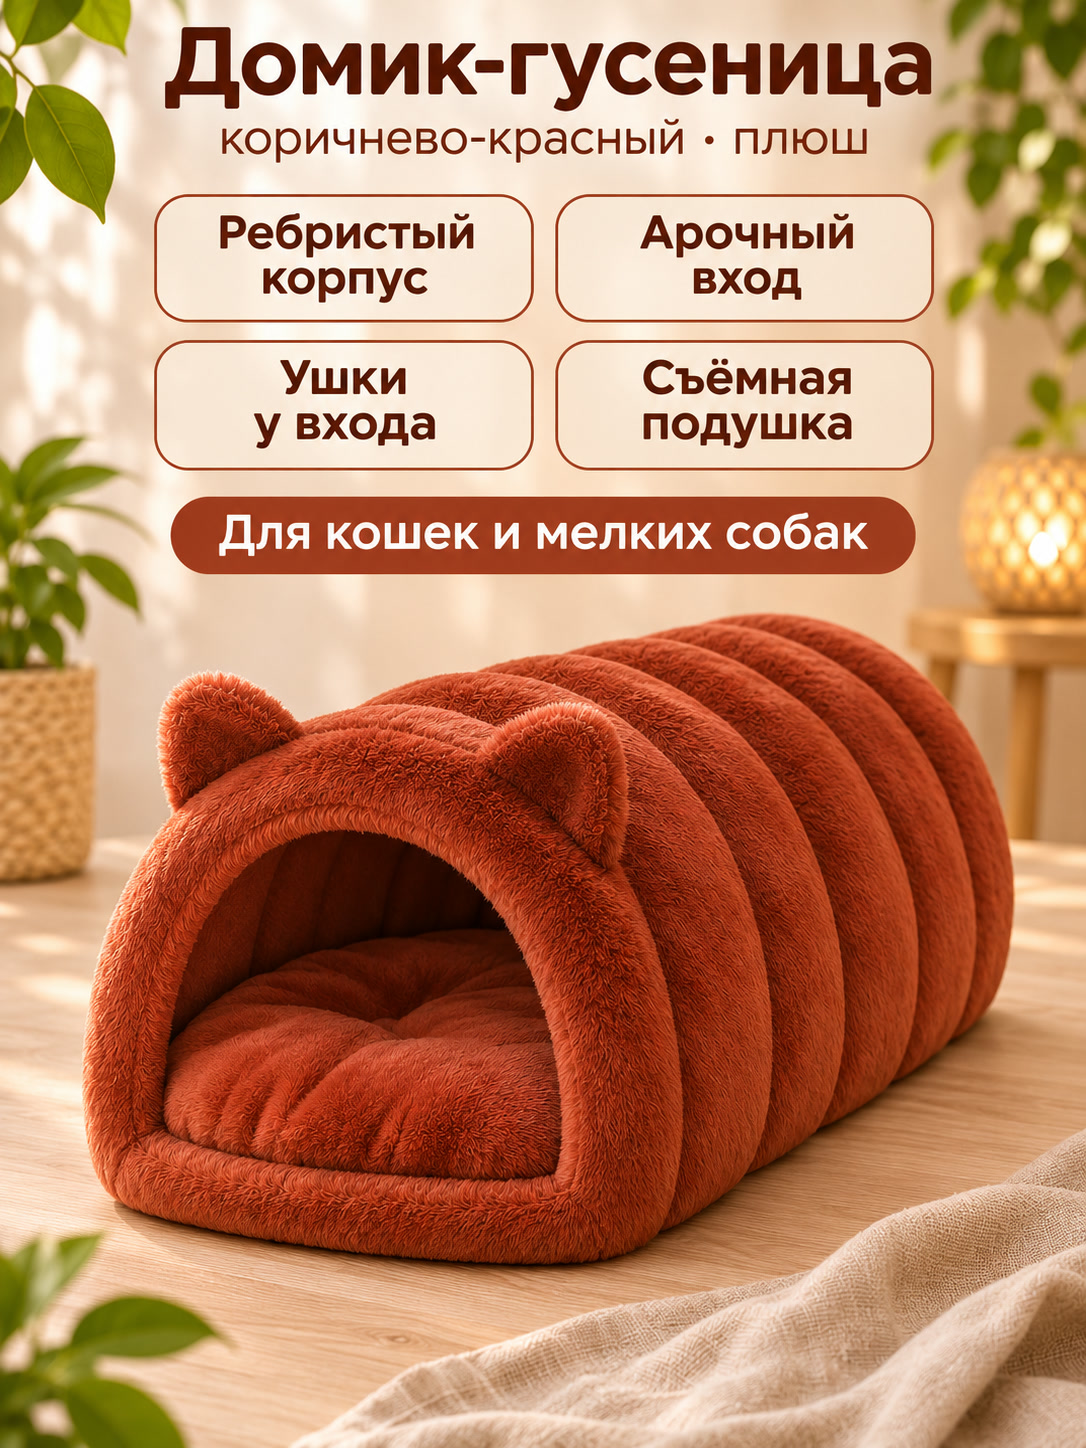 Домик-гусеница
коричнево-красный • плюш
Ребристый
корпус
Арочный
вход
Ушки
у входа
Съёмная
подушка
Для кошек и мелких собак